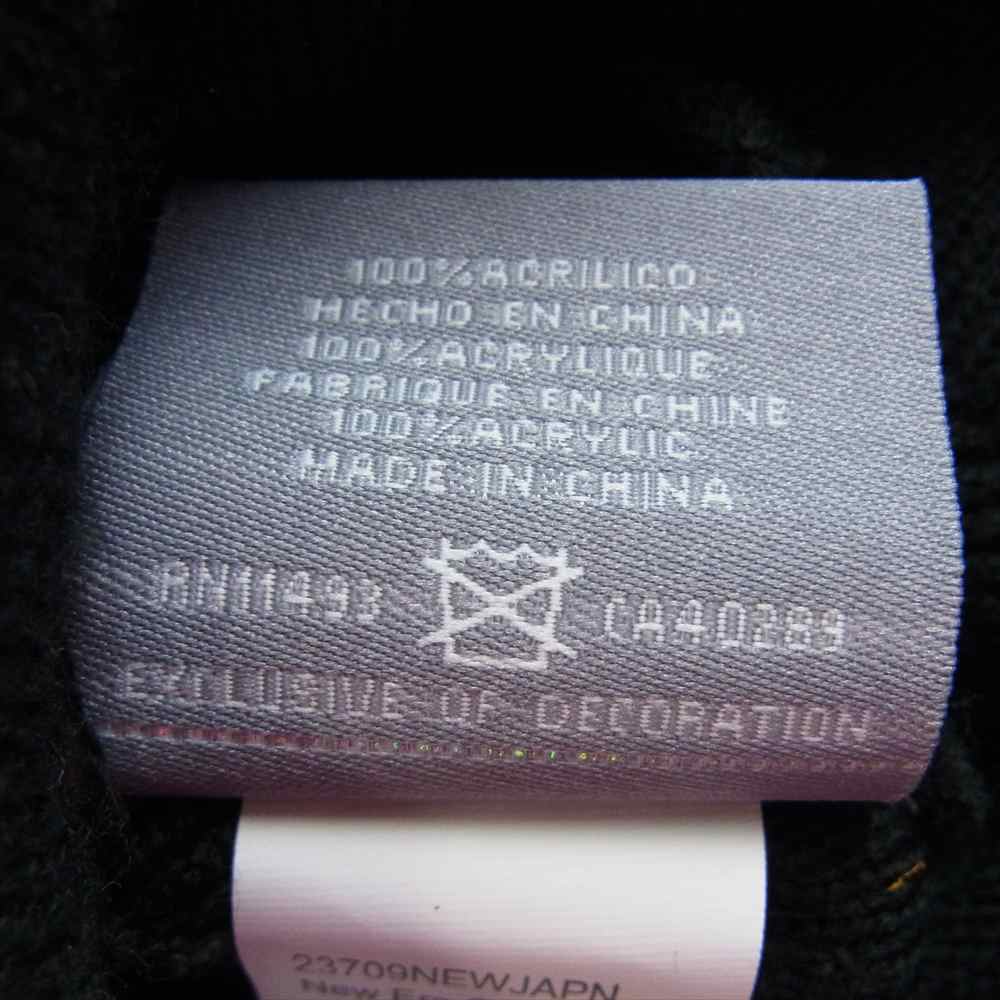 100%ACRILICO
HECHO EN CHINA
100%ACRYLIQUE
FABRIQUE EN CHINE
100%ACRYLIC
MADE IN CHINA
RN11493 CA40289
EXCLUSIVE OF DECORATION
23709NEWJAPN
New